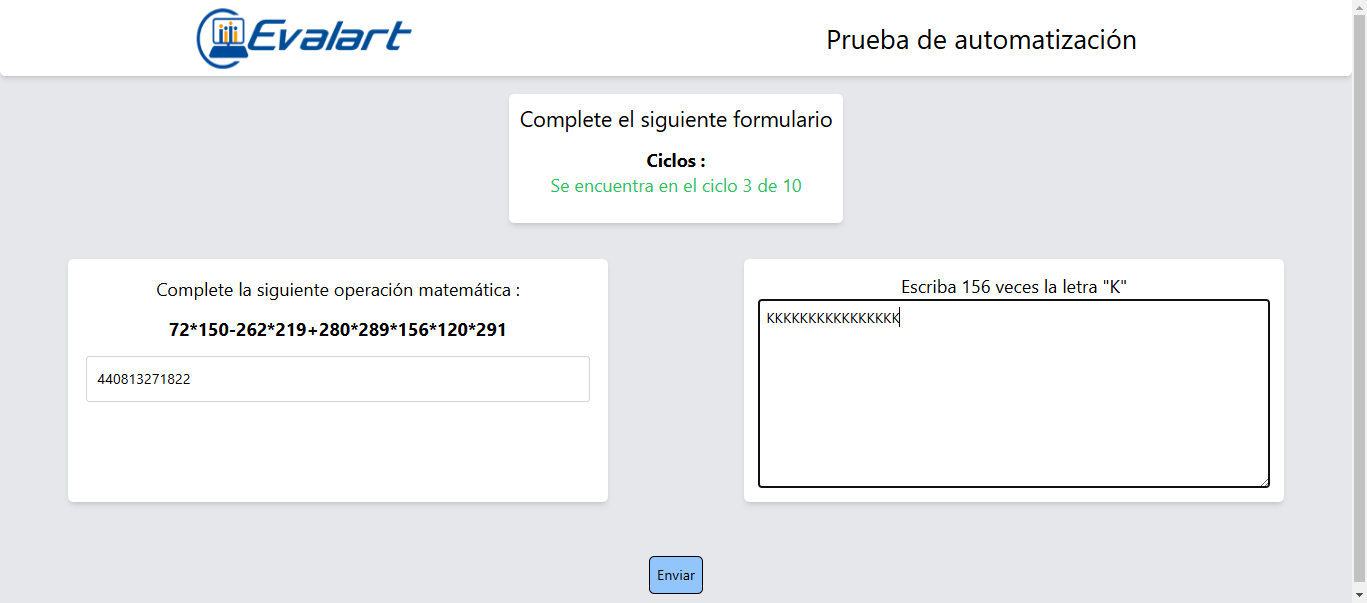 Evalart
Prueba de automatización
Complete el siguiente formulario
Ciclos :
Se encuentra en el ciclo 3 de 10
Complete la siguiente operación matemática :
72*150-262*219+280*289*156*120*291
440813271822
Escriba 156 veces la letra "K"
KKKKKKKKKKKKKKKK
Enviar